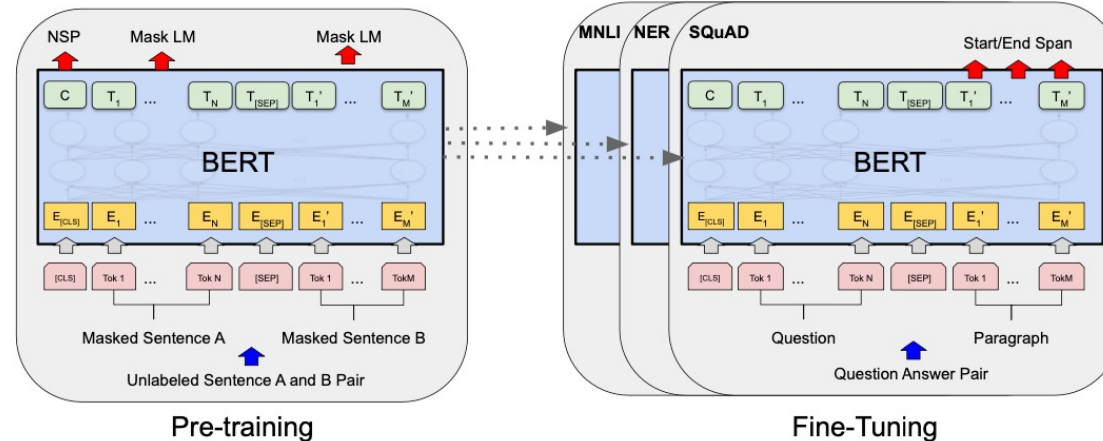 NSP Mask LM Mask LM
C T1 ... TN T[SEP] T1' ... TM'
BERT
E[CLS] E1 ... EN E[SEP] E1' ... EM'
[CLS] Tok 1 ... Tok N [SEP] Tok 1 ... TokM
Masked Sentence A Masked Sentence B
Unlabeled Sentence A and B Pair
Pre-training
MNLI NER SQuAD
Start/End Span
C T1 ... TN T[SEP] T1' ... TM'
BERT
E[CLS] E1 ... EN E[SEP] E1' ... EM'
[CLS] Tok 1 ... Tok N [SEP] Tok 1 ... TokM
Question Paragraph
Question Answer Pair
Fine-Tuning